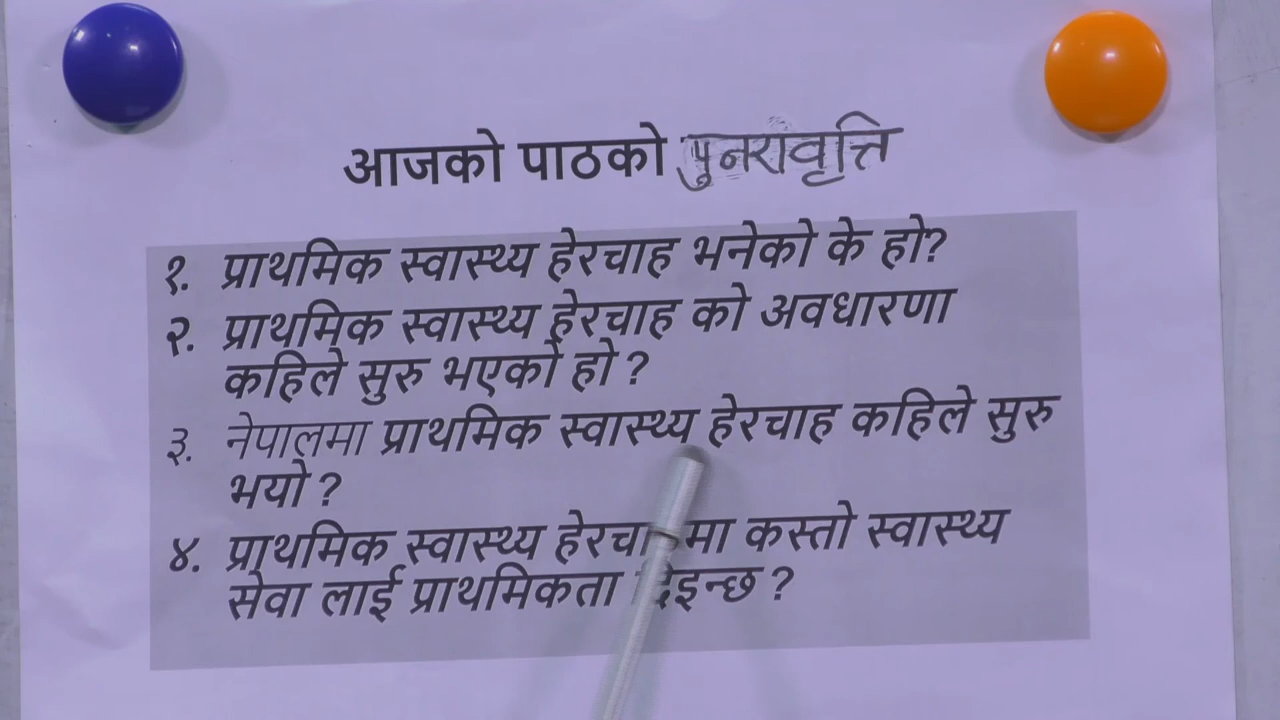 आजको पाठको पुनरावृत्ति
१. प्राथमिक स्वास्थ्य हेरचाह भनेको के हो?
२. प्राथमिक स्वास्थ्य हेरचाह को अवधारणा
कहिले सुरु भएको हो ?
३. नेपालमा प्राथमिक स्वास्थ्य हेरचाह कहिले सुरु
भयो ?
४. प्राथमिक स्वास्थ्य मा कस्तो स्वास्थ्य
सेवा लाई प्राथमिकता ?